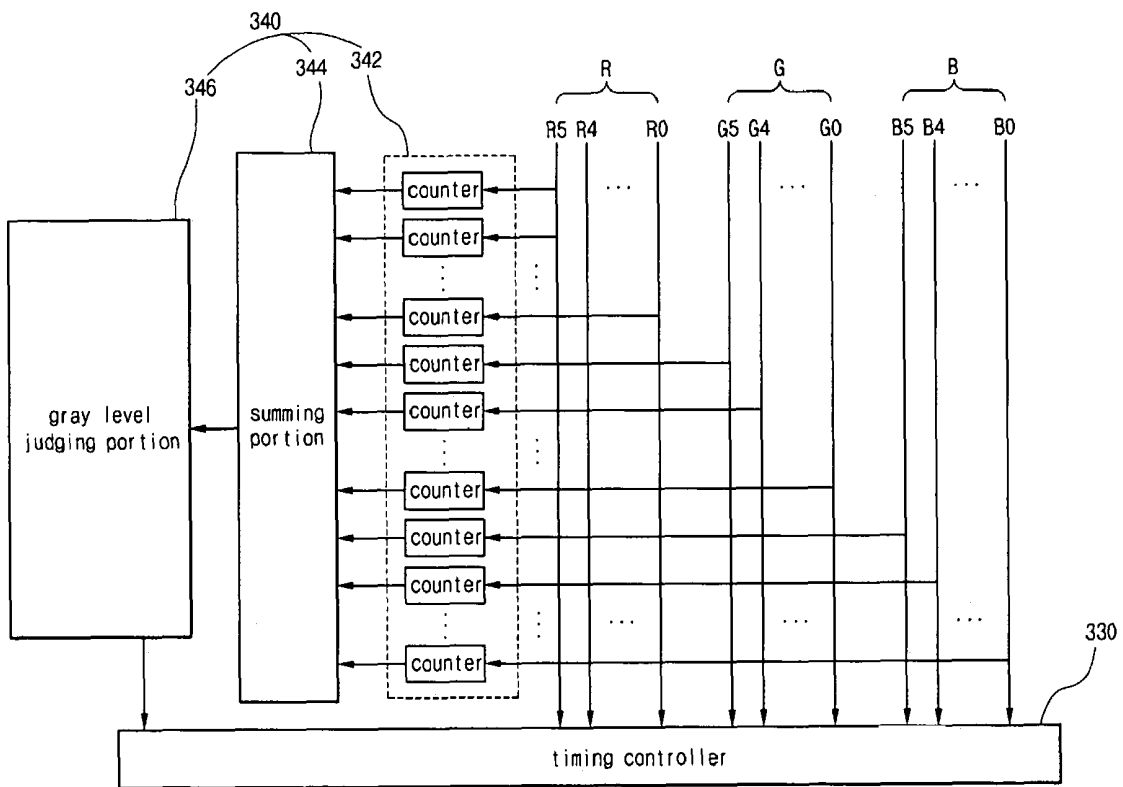 340
346
344
342
R
G
B
R5 R4 R0
G5 G4 G0
B5 B4 B0
... ... ...
counter
counter
counter
counter
counter
counter
counter
counter
counter
gray level
judging portion
summing
portion
... ... ...
330
timing controller